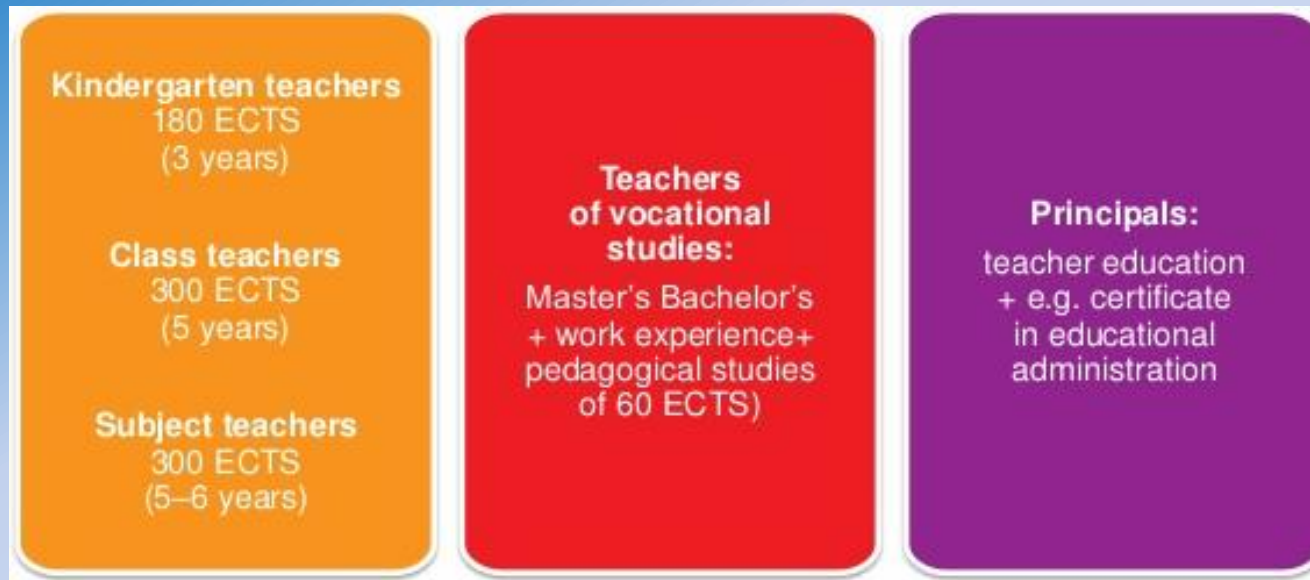 Kindergarten teachers
180 ECTS
(3 years)
Class teachers
300 ECTS
(5 years)
Subject teachers
300 ECTS
(5–6 years)
Teachers
of vocational
studies:
Master's Bachelor's
+ work experience+
pedagogical studies
of 60 ECTS)
Principals:
teacher education
+ e.g. certificate
in educational
administration